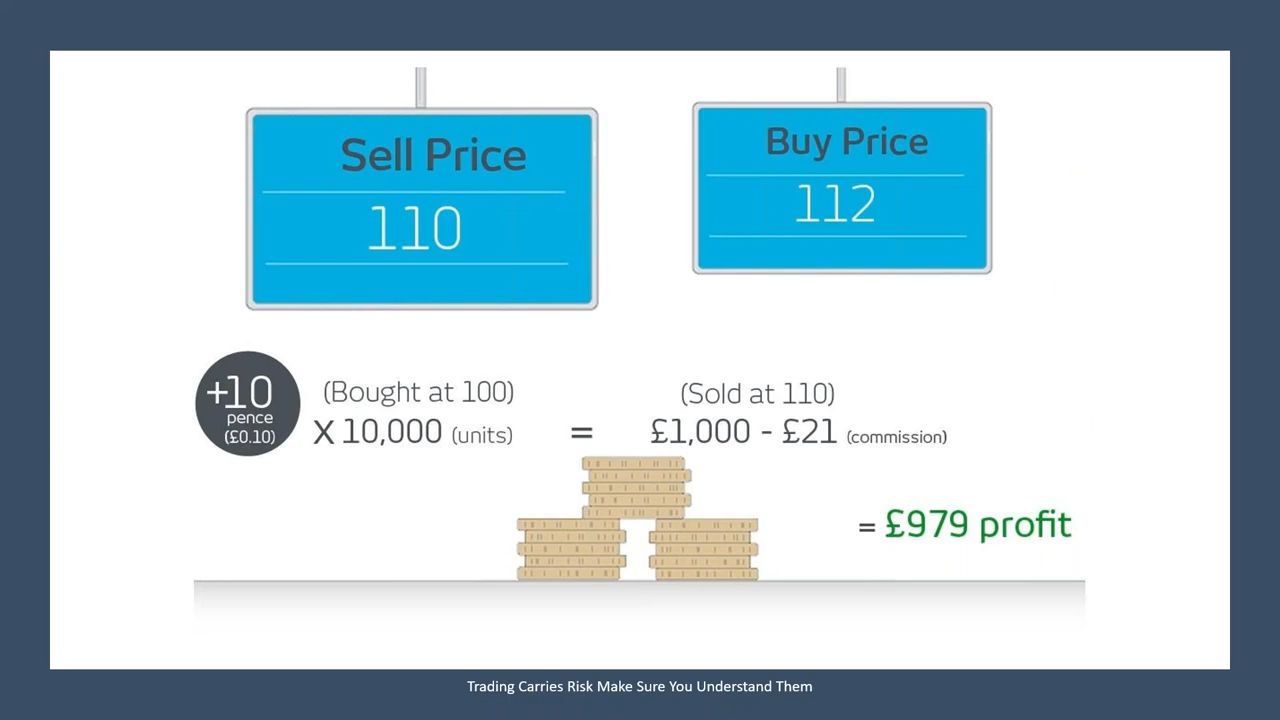 Sell Price
110
Buy Price
112
+10
pence
(£0.10)
(Bought at 100)
X 10,000 (units)
=
(Sold at 110)
£1,000 - £21 (commission)
= £979 profit
Trading Carries Risk Make Sure You Understand Them